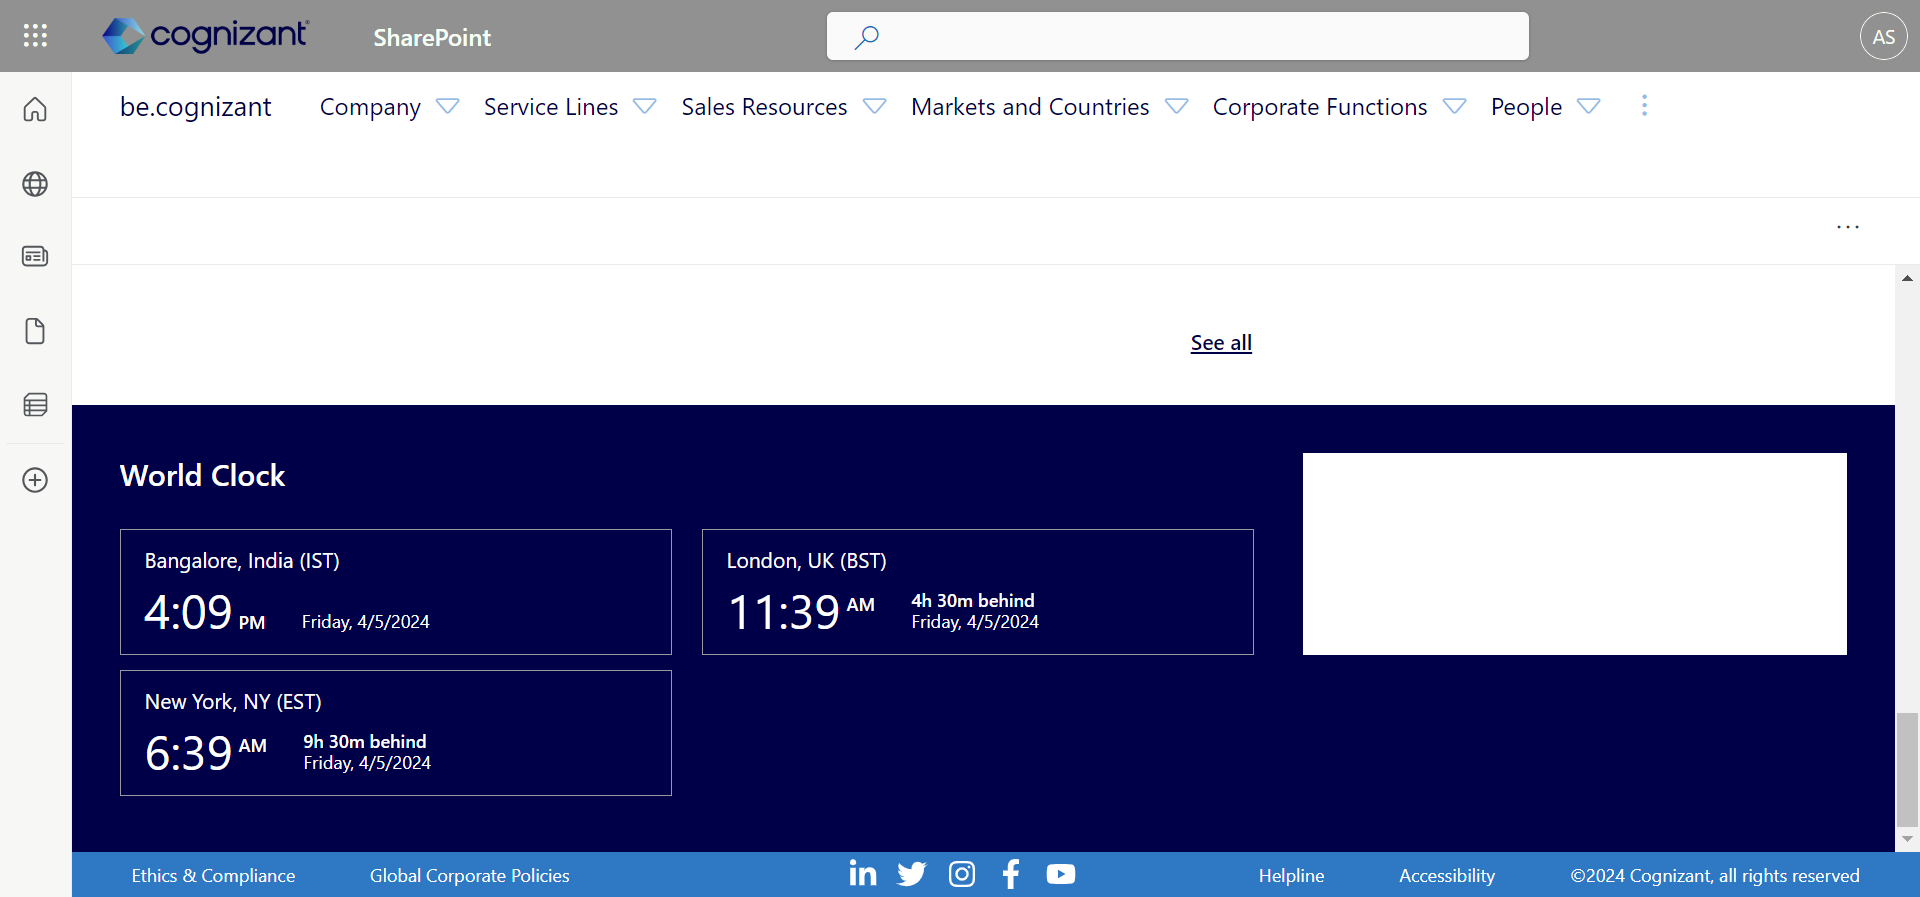 cognizant
SharePoint
AS
be.cognizant
Company
Service Lines
Sales Resources
Markets and Countries
Corporate Functions
People
See all
World Clock
Bangalore, India (IST)
4:09 PM
Friday, 4/5/2024
London, UK (BST)
11:39 AM
4h 30m behind
Friday, 4/5/2024
New York, NY (EST)
6:39 AM
9h 30m behind
Friday, 4/5/2024
Ethics & Compliance
Global Corporate Policies
Helpline
Accessibility
©2024 Cognizant, all rights reserved